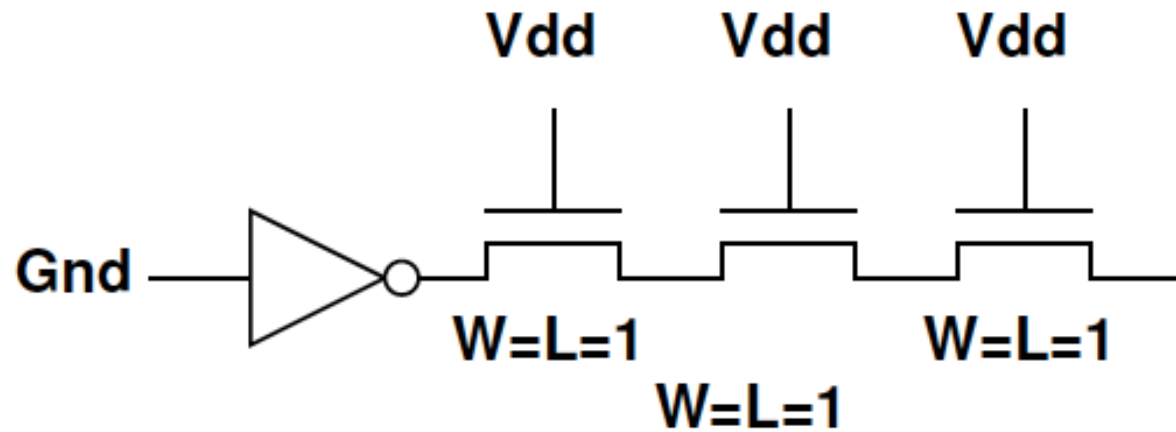 Vdd Vdd Vdd
Gnd
W=L=1 W=L=1
W=L=1